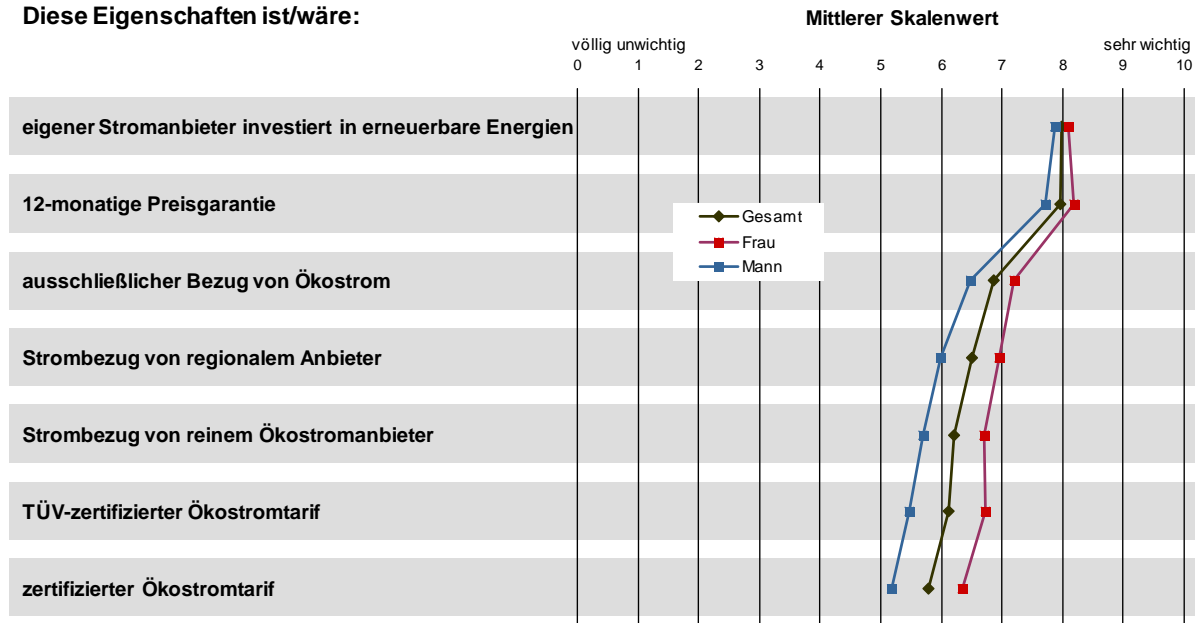 Diese Eigenschaften ist/wäre:
Mittlerer Skalenwert
völlig unwichtig
sehr wichtig
0 1 2 3 4 5 6 7 8 9 10
eigener Stromanbieter investiert in erneuerbare Energien
12-monatige Preisgarantie
Gesamt
Frau
Mann
ausschließlicher Bezug von Ökostrom
Strombezug von regionalem Anbieter
Strombezug von reinem Ökostromanbieter
TÜV-zertifizierter Ökostromtarif
zertifizierter Ökostromtarif